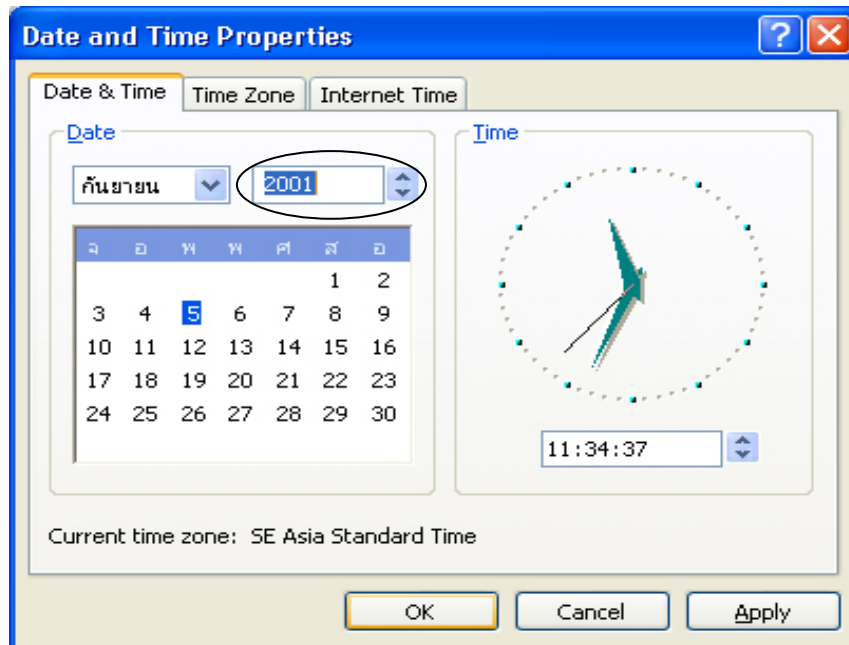 Date and Time Properties
Date & Time Time Zone Internet Time
Date
กันยายน 2001
จ อ พ พ ศ ส อ
1 2
3 4 5 6 7 8 9
10 11 12 13 14 15 16
17 18 19 20 21 22 23
24 25 26 27 28 29 30
Time
11:34:37
Current time zone: SE Asia Standard Time
OK Cancel Apply